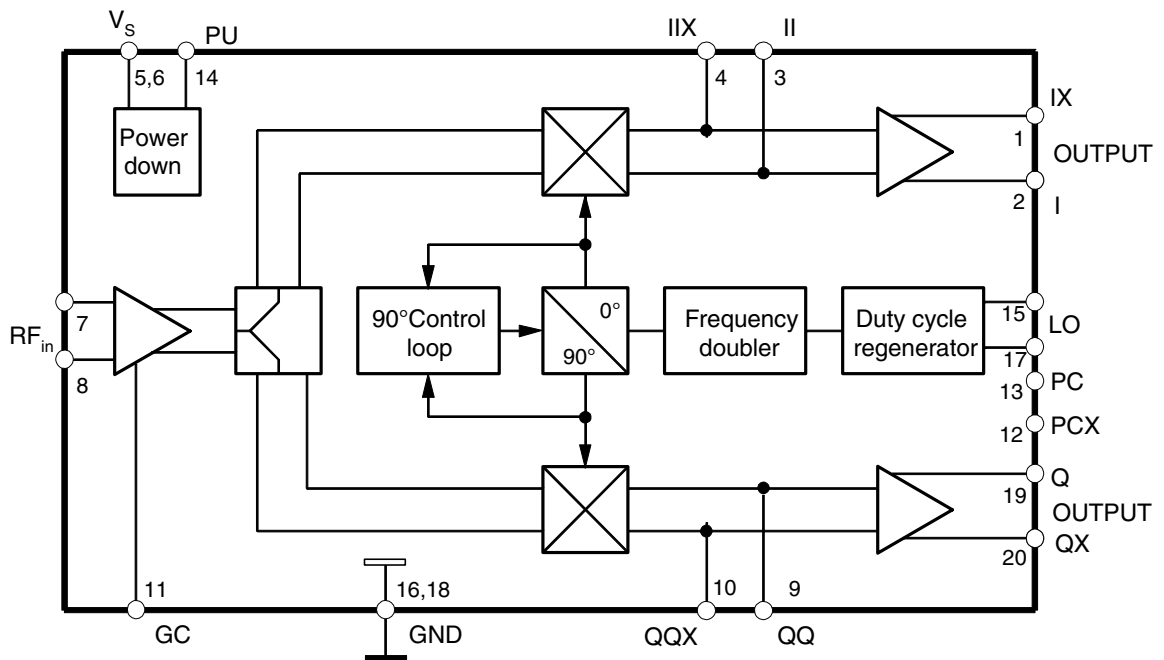 VS
PU
IIX
II
5,6
14
4
3
IX
Power
down
1
OUTPUT
2
I
0°
90°Control
loop
90°
Frequency
doubler
Duty cycle
regenerator
15
LO
17
7
RFin
8
13
PC
12
PCX
Q
19
OUTPUT
20
QX
11
16,18
10
9
GC
GND
QQX
QQ